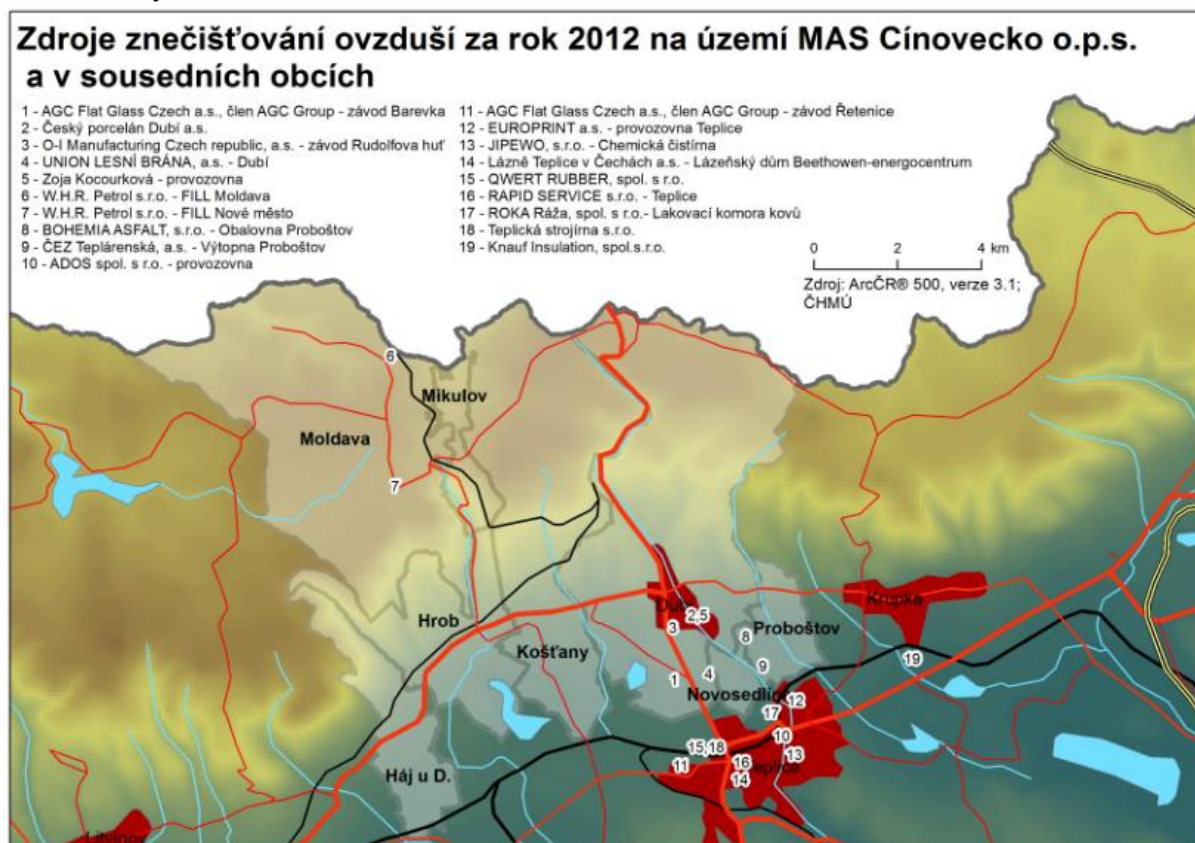 Zdroje znečišťování ovzduší za rok 2012 na území MAS Cínovecko o.p.s.
a v sousedních obcích
1 - AGC Flat Glass Czech a.s., člen AGC Group - závod Barevka
2 - Český porcelán Dubí a.s.
3 - O-I Manufacturing Czech republic, a.s. - závod Rudolfova huť
4 - UNION LESNÍ BRÁNA, a.s. - Dubí
5 - Zoja Kocourková - provozovna
6 - W.H.R. Petrol s.r.o. - FILL Moldava
7 - W.H.R. Petrol s.r.o. - FILL Nové město
8 - BOHEMIA ASFALT, s.r.o. - Obalovna Proboštov
9 - ČEZ Teplárenská, a.s. - Výtopna Proboštov
10 - ADOS spol. s r.o. - provozovna
11 - AGC Flat Glass Czech a.s., člen AGC Group - závod Řetenice
12 - EUROPRINT a.s. - provozovna Teplice
13 - JIPEWO, s.r.o. - Chemická čistírna
14 - Lázně Teplice v Čechách a.s. - Lázeňský dům Beethowen-energocentrum
15 - QWERT RUBBER, spol. s r.o.
16 - RAPID SERVICE s.r.o. - Teplice
17 - ROKA Ráža, spol. s r.o.- Lakovací komora kovů
18 - Teplická strojírna s.r.o.
19 - Knauf Insulation, spol.s.r.o.
0 2 4 km
Zdroj: ArcČR® 500, verze 3.1;
ČHMÚ
6
Mikulov
Moldava
7
Krupka
Dubí
2,5
Hrob
3
8
Proboštov
Košťany
19
9
4
1
Novosedlice
12
17
10
15,18
13
11
16
Teplice
Háj u D.
14
Litvínov